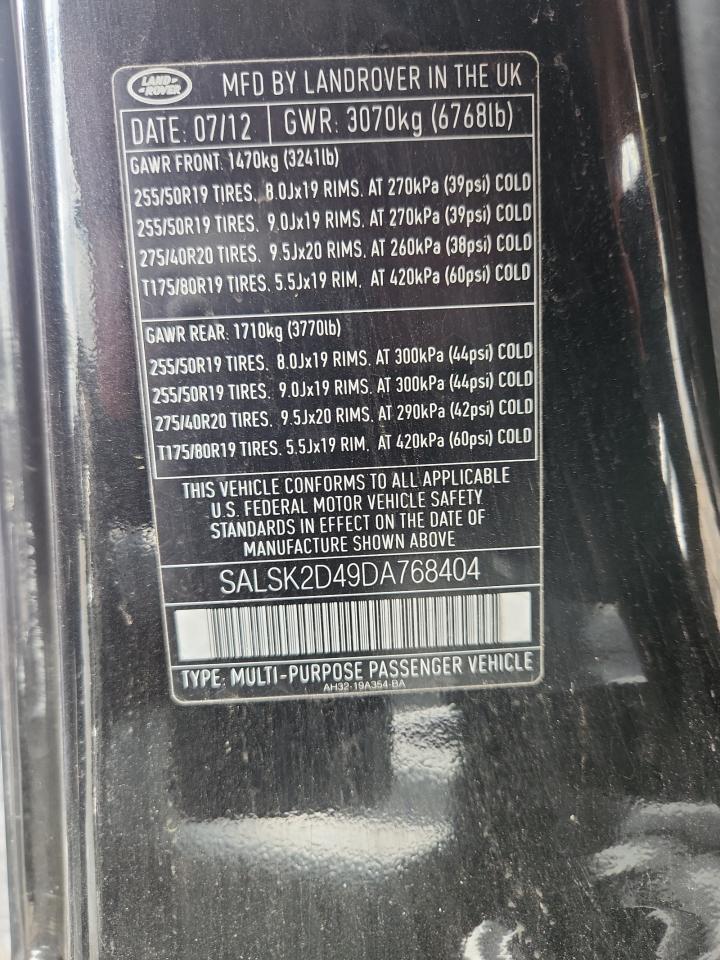 LAND-
-ROVER
MFD BY LANDROVER IN THE UK
DATE: 07/12 GWR: 3070kg (6768lb)
GAWR FRONT: 1470kg (3241lb)
255/50R19 TIRES, 8.0Jx19 RIMS, AT 270kPa (39psi) COLD
255/50R19 TIRES, 9.0Jx19 RIMS, AT 270kPa (39psi) COLD
275/40R20 TIRES, 9.5Jx20 RIMS, AT 260kPa (38psi) COLD
T175/80R19 TIRES, 5.5Jx19 RIM, AT 420kPa (60psi) COLD
GAWR REAR: 1710kg (3770lb)
255/50R19 TIRES, 8.0Jx19 RIMS, AT 300kPa (44psi) COLD
255/50R19 TIRES, 9.0Jx19 RIMS, AT 300kPa (44psi) COLD
275/40R20 TIRES, 9.5Jx20 RIMS, AT 290kPa (42psi) COLD
T175/80R19 TIRES, 5.5Jx19 RIM, AT 420kPa (60psi) COLD
THIS VEHICLE CONFORMS TO ALL APPLICABLE
U.S. FEDERAL MOTOR VEHICLE SAFETY
STANDARDS IN EFFECT ON THE DATE OF
MANUFACTURE SHOWN ABOVE
SALSK2D49DA768404
TYPE: MULTI-PURPOSE PASSENGER VEHICLE
AH32-19A354-BA